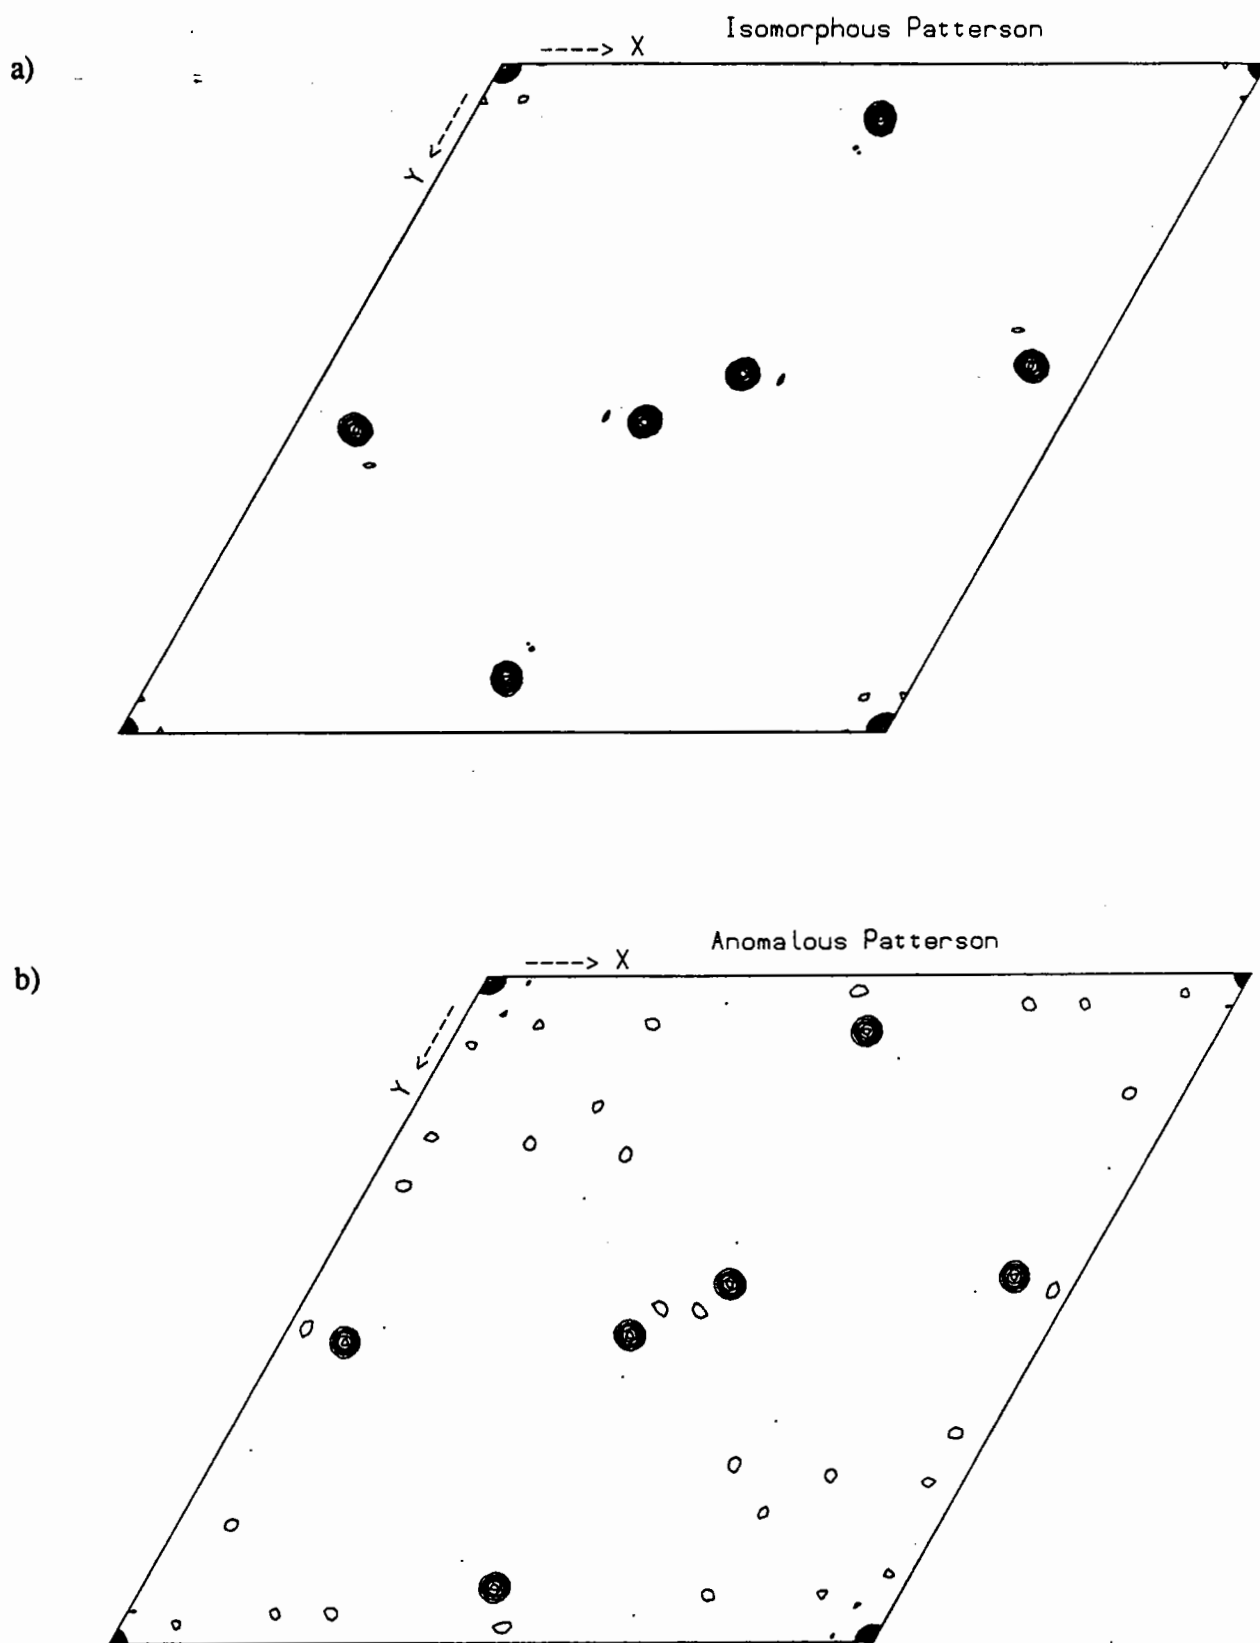 Isomorphous Patterson
a)
----> X
Y
Anomalous Patterson
b)
----> X
Y